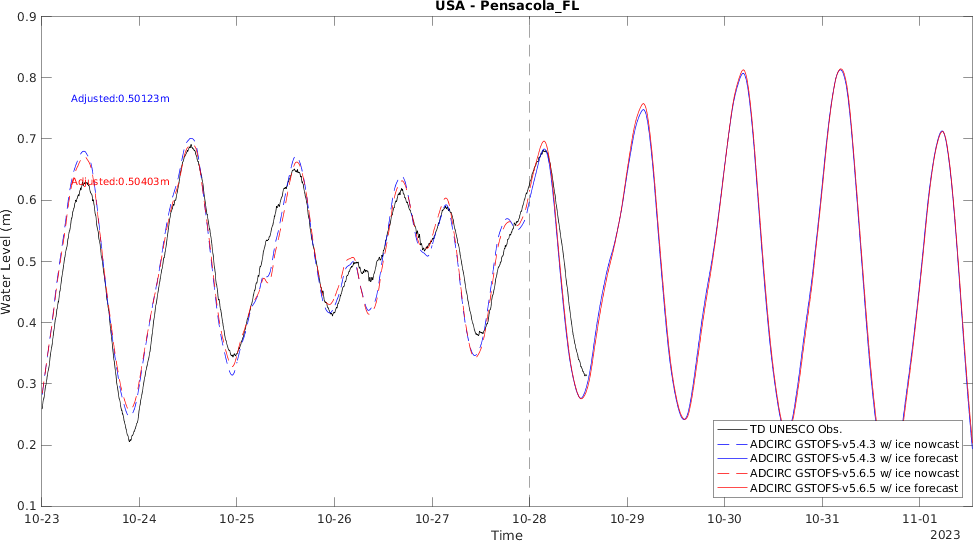 USA - Pensacola_FL
0.9
0.8
0.7
0.6
0.5
0.4
0.3
0.2
0.1
Water Level (m)
Adjusted:0.50123m
Adjusted:0.50403m
TD UNESCO Obs.
ADCIRC GSTOFS-v5.4.3 w/ ice nowcast
ADCIRC GSTOFS-v5.4.3 w/ ice forecast
ADCIRC GSTOFS-v5.6.5 w/ ice nowcast
ADCIRC GSTOFS-v5.6.5 w/ ice forecast
10-23 10-24 10-25 10-26 10-27 10-28 10-29 10-30 10-31 11-01
2023
Time